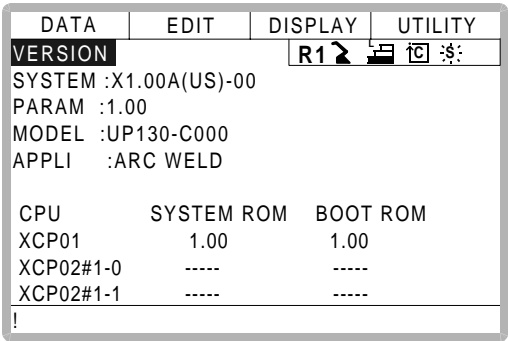 DATA EDIT DISPLAY UTILITY
VERSION R1 C S
SYSTEM :X1.00A(US)-00
PARAM :1.00
MODEL :UP130-C000
APPLI :ARC WELD
CPU SYSTEM ROM BOOT ROM
XCP01 1.00 1.00
XCP02#1-0 ----- -----
XCP02#1-1 ----- -----
!